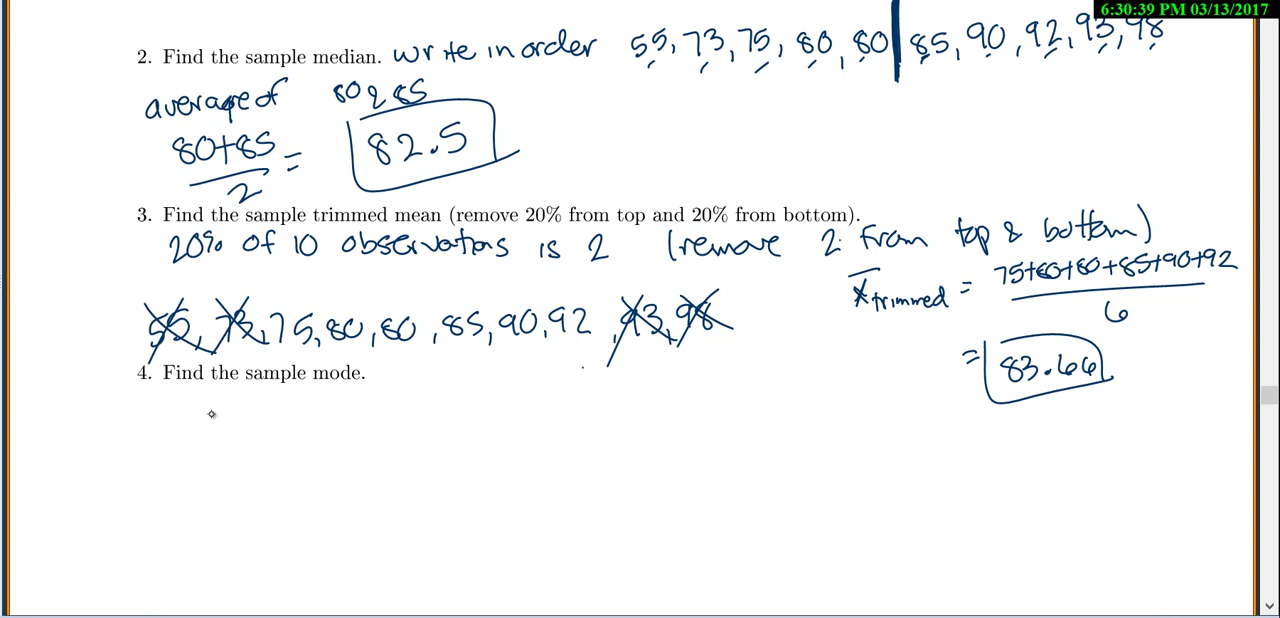 6:30:39 PM 03/13/2017
2. Find the sample median. write in order 55, 73, 75, 80, 80 | 85, 90, 92, 93, 98
average of 80 & 85
80+85
2
= 82.5
3. Find the sample trimmed mean (remove 20% from top and 20% from bottom).
20% of 10 observations is 2 (remove 2 from top & bottom)
x̄ trimmed = 75+80+80+85+90+92
6
55, 73, 75, 80, 80, 85, 90, 92, 93, 98
= 83.66
4. Find the sample mode.